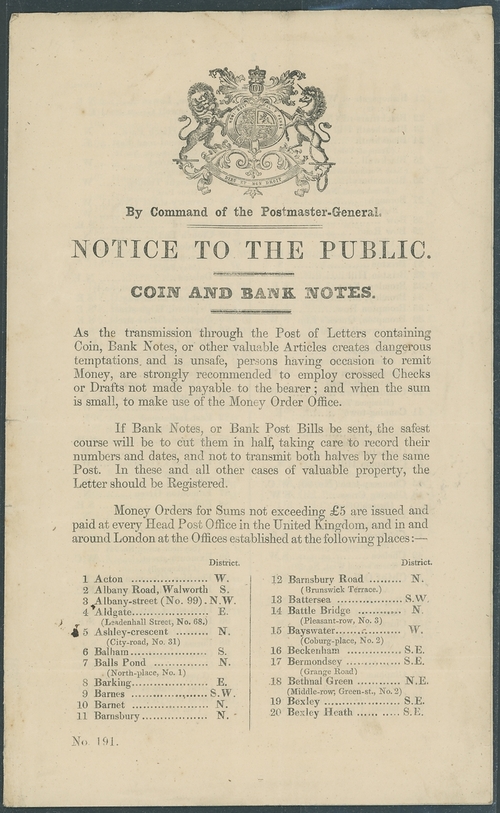 DIEU ET MON DROIT
By Command of the Postmaster-General.
NOTICE TO THE PUBLIC.
COIN AND BANK NOTES.
As the transmission through the Post of Letters containing
Coin, Bank Notes, or other valuable Articles creates dangerous
temptations and is unsafe, persons having occasion to remit
Money, are strongly recommended to employ crossed Checks
or Drafts not made payable to the bearer; and when the sum
is small, to make use of the Money Order Office.
If Bank Notes, or Bank Post Bills be sent, the safest
course will be to cut them in half, taking care to record their
numbers and dates, and not to transmit both halves by the same
Post. In these and all other cases of valuable property, the
Letter should be Registered.
Money Orders for Sums not exceeding £5 are issued and
paid at every Head Post Office in the United Kingdom, and in and
around London at the Offices established at the following places:—
District.
1 Acton .................... W.
2 Albany Road, Walworth S.
3 Albany-street (No. 99) . N.W.
4 Aldgate.................... E.
(Leadenhall Street, No. 68.)
5 Ashley-crescent ......... N.
(City-road, No. 31)
6 Balham.................... S.
7 Balls Pond ............... N.
(North-place, No. 1)
8 Barking................... E.
9 Barnes .................... S.W.
10 Barnet .................... N.
11 Barnsbury................. N.
District.
12 Barnsbury Road ......... N.
(Brunswick Terrace.)
13 Battersea ................. S.W.
14 Battle Bridge ............ N.
(Pleasant-row, No. 3)
15 Bayswater................. W.
(Coburg-place, No. 2)
16 Beckenham ............... S.E.
17 Bermondsey .............. S.E.
(Grange Road)
18 Bethnal Green ........... N.E.
(Middle-row, Green-st., No. 2)
19 Bexley .................... S.E.
20 Bexley Heath ............ S.E.
No. 191.